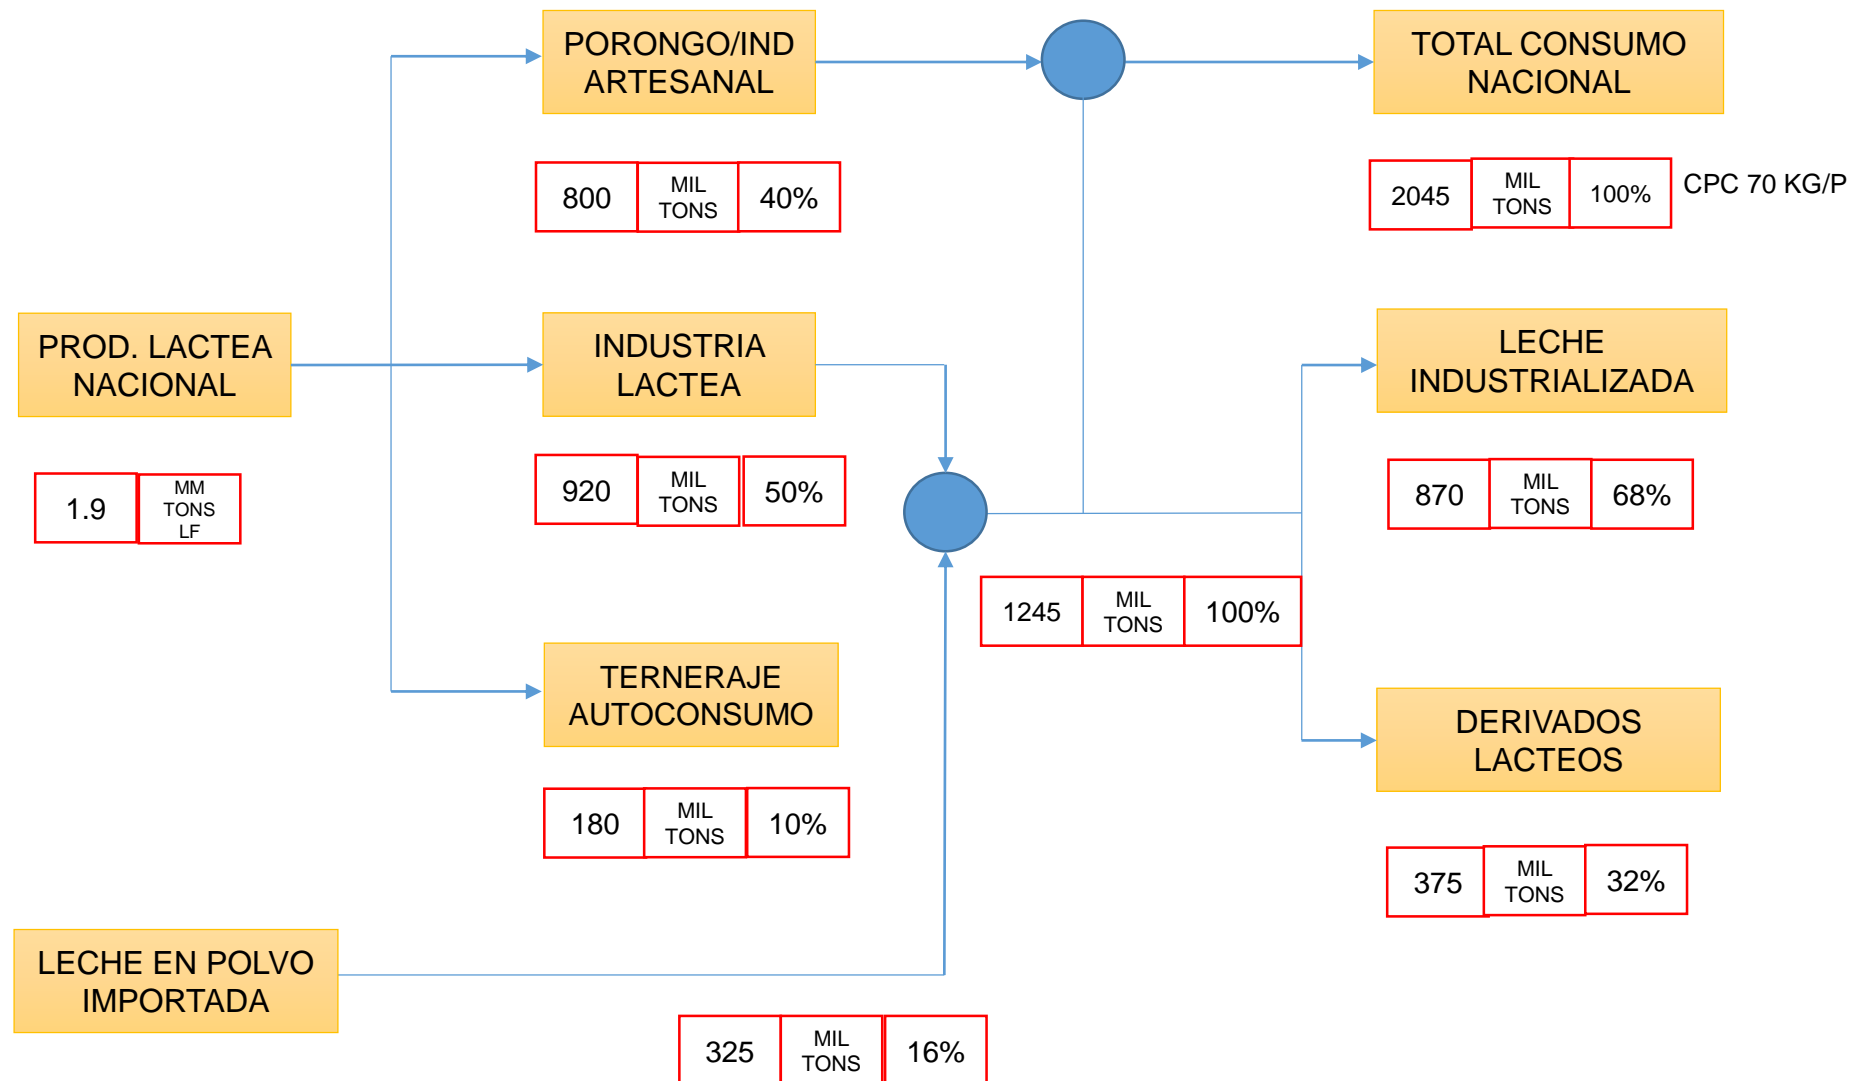 PORONGO/IND
ARTESANAL
TOTAL CONSUMO
NACIONAL
800
MIL
TONS
40%
2045
MIL
TONS
100%
CPC 70 KG/P
PROD. LACTEA
NACIONAL
INDUSTRIA
LACTEA
LECHE
INDUSTRIALIZADA
1.9
MM
TONS
LF
920
MIL
TONS
50%
870
MIL
TONS
68%
1245
MIL
TONS
100%
TERNERAJE
AUTOCONSUMO
DERIVADOS
LACTEOS
180
MIL
TONS
10%
375
MIL
TONS
32%
LECHE EN POLVO
IMPORTADA
325
MIL
TONS
16%